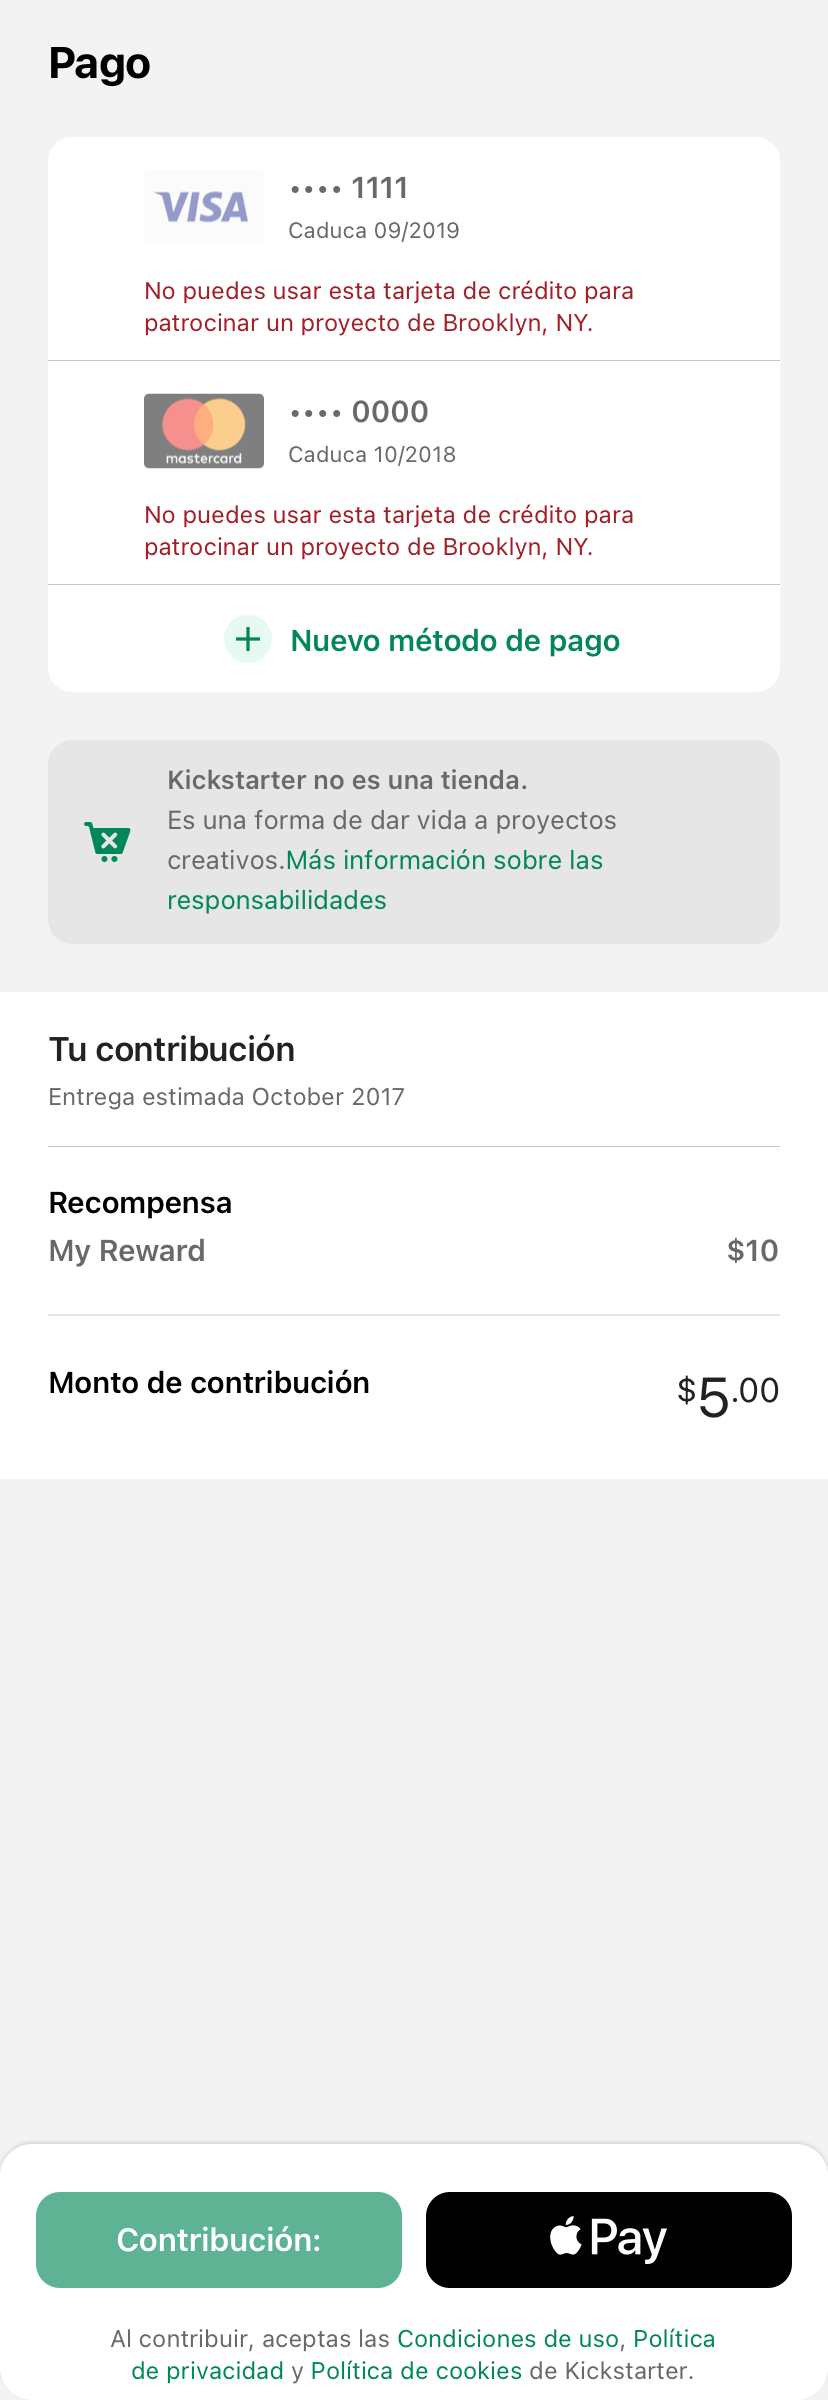 Pago
VISA
•••• 1111
Caduca 09/2019
No puedes usar esta tarjeta de crédito para
patrocinar un proyecto de Brooklyn, NY.
•••• 0000
mastercard
Caduca 10/2018
No puedes usar esta tarjeta de crédito para
patrocinar un proyecto de Brooklyn, NY.
+ Nuevo método de pago
Kickstarter no es una tienda.
Es una forma de dar vida a proyectos
creativos.Más información sobre las
responsabilidades
Tu contribución
Entrega estimada October 2017
Recompensa
My Reward $10
Monto de contribución $5.00
Contribución: Pay
Al contribuir, aceptas las Condiciones de uso, Política
de privacidad y Política de cookies de Kickstarter.